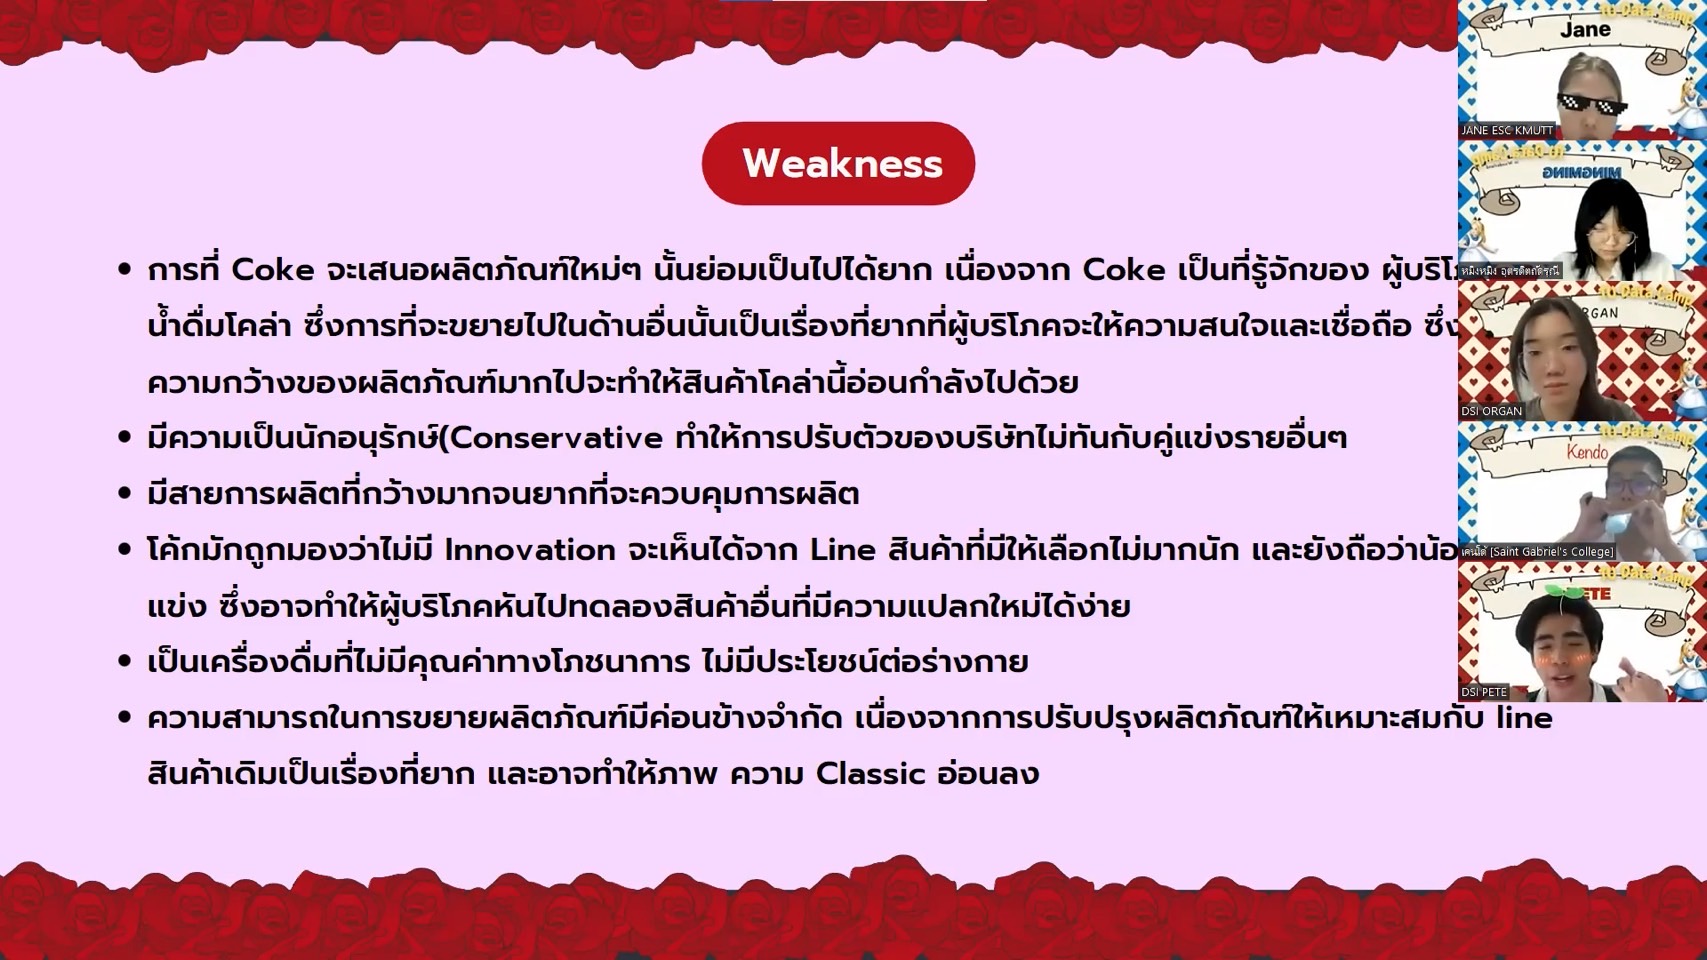 Weakness
• การที่ Coke จะเสนอผลิตภัณฑ์ใหม่ๆ นั้นย่อมเป็นไปได้ยาก เนื่องจาก Coke เป็นที่รู้จักของ
น้ำดื่มโคล่า ซึ่งการที่จะขยายไปในด้านอื่นนั้นเป็นเรื่องที่ยากที่ผู้บริโภคจะให้ความสนใจและเชื่อถือ ซึ่ง
ความกว้างของผลิตภัณฑ์มากไปจะทำให้สินค้าโคล่านี้อ่อนกำลังไปด้วย
• มีความเป็นนักอนุรักษ์(Conservative ทำให้การปรับตัวของบริษัทไม่ทันกับคู่แข่งรายอื่นๆ
• มีสายการผลิตที่กว้างมากจนยากที่จะควบคุมการผลิต
• โค้กมักถูกมองว่าไม่มี Innovation จะเห็นได้จาก Line สินค้าที่มีให้เลือกไม่มากนัก และยังถือว่า
แข่ง ซึ่งอาจทำให้ผู้บริโภคหันไปทดลองสินค้าอื่นที่มีความแปลกใหม่ได้ง่าย
• เป็นเครื่องดื่มที่ไม่มีคุณค่าทางโภชนาการ ไม่มีประโยชน์ต่อร่างกาย
• ความสามารถในการขยายผลิตภัณฑ์มีค่อนข้างจำกัด เนื่องจากการปรับปรุงผลิตภัณฑ์ให้เหมาะสมกับ line
สินค้าเดิมเป็นเรื่องที่ยาก และอาจทำให้ภาพ ความ Classic อ่อนลง
Jane
JANE ESC KMUTT
MINGMING
DSI ORGAN
Kendo
เคนโด้ [Saint Gabriel's College]
DSI PETE